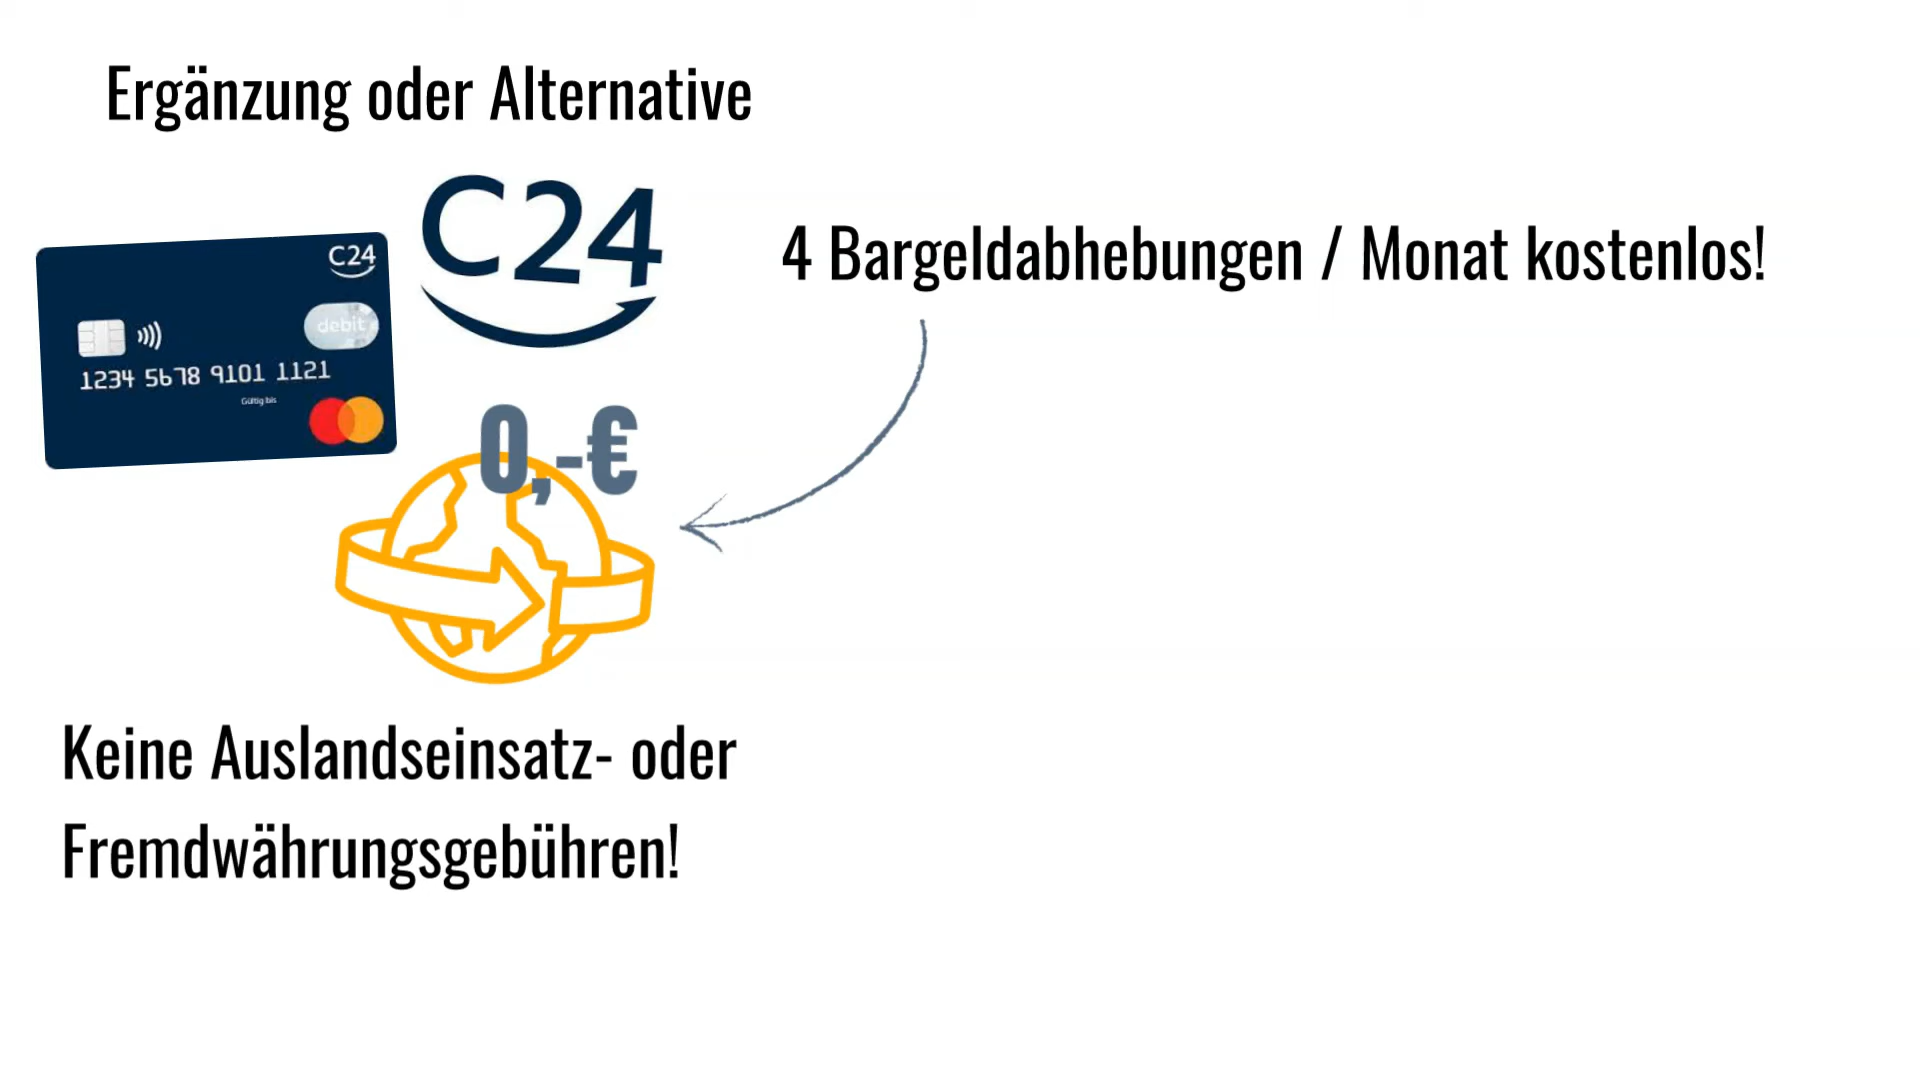 Ergänzung oder Alternative
C24
4 Bargeldabhebungen / Monat kostenlos!
C24
debit
1234 5678 9101 1121
Gültig bis
0,-€
Keine Auslandseinsatz- oder
Fremdwährungsgebühren!